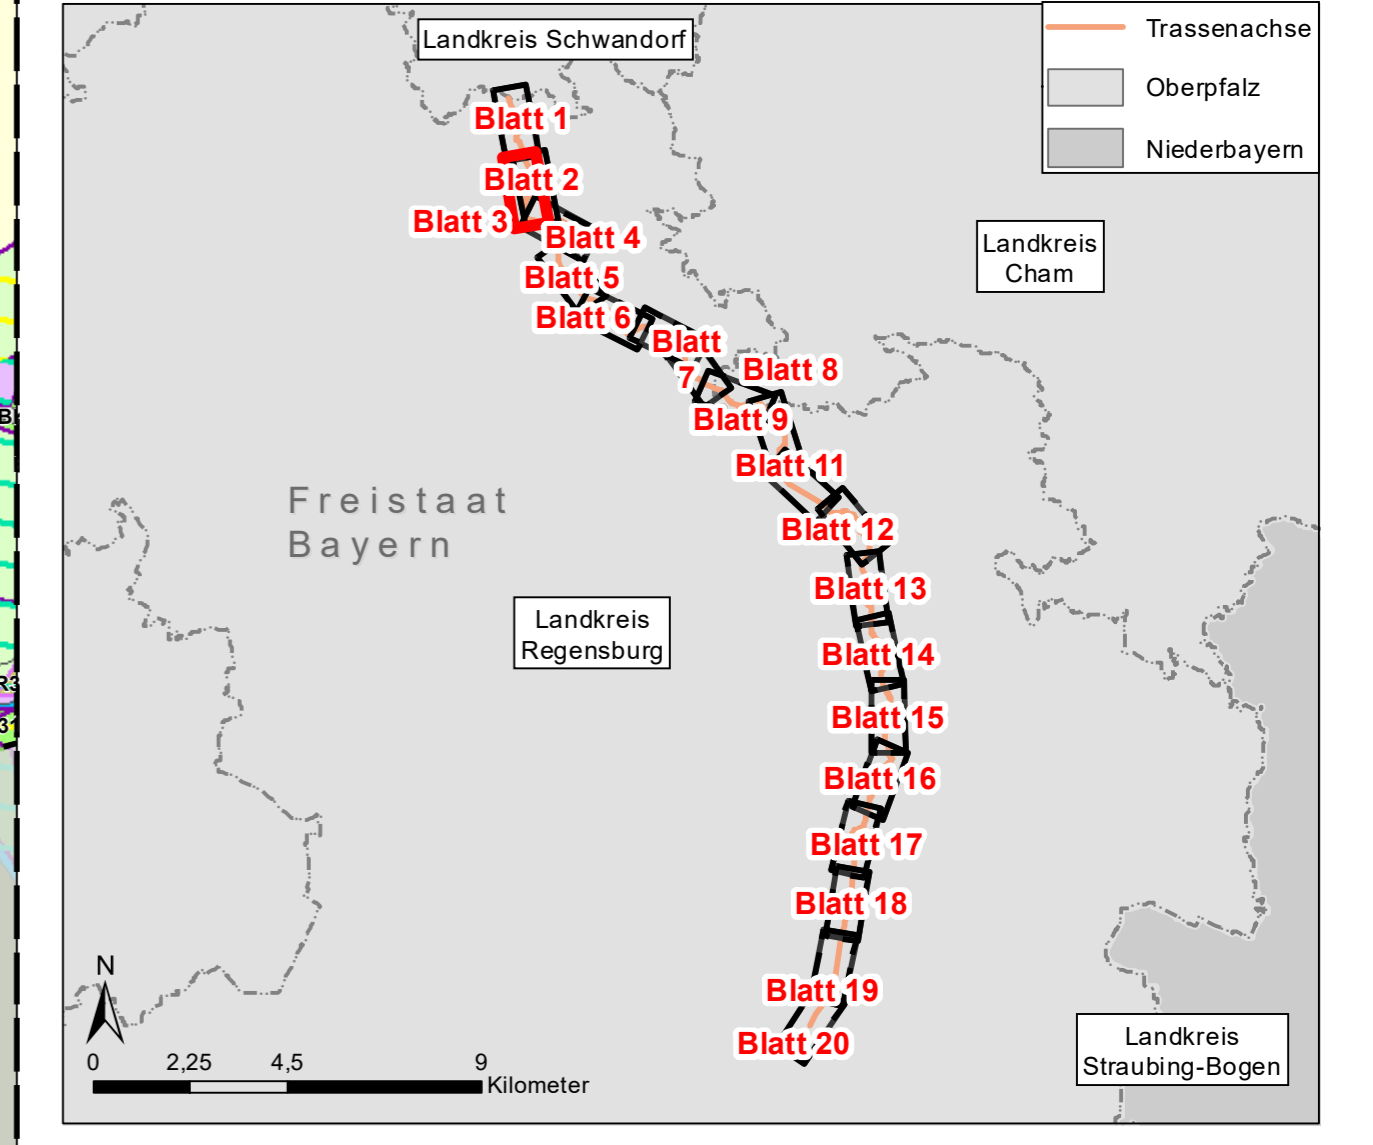 Landkreis Schwandorf
Trassenachse
Oberpfalz
Niederbayern
Blatt 1
Blatt 2
Blatt 3
Blatt 4
Landkreis
Cham
Blatt 5
Blatt 6
Blatt
7
Blatt 8
Blatt 9
Blatt 11
Freistaat
Bayern
Blatt 12
Blatt 13
Landkreis
Regensburg
Blatt 14
Blatt 15
Blatt 16
Blatt 17
Blatt 18
Blatt 19
Blatt 20
Landkreis
Straubing-Bogen
N
0 2,25 4,5 9
Kilometer